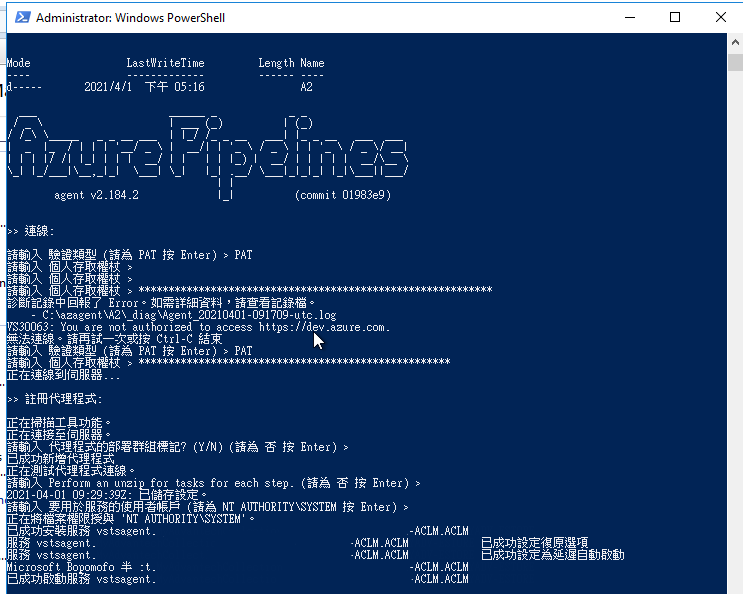 Administrator: Windows PowerShell
Mode LastWriteTime Length Name
---- ------------- ------ ----
d----- 2021/4/1 下午 05:16 A2
Azure Pipelines
agent v2.184.2 (commit 01983e9)
>> 連線:
請輸入 驗證類型 (請為 PAT 按 Enter) > PAT
請輸入 個人存取權杖 >
請輸入 個人存取權杖 >
請輸入 個人存取權杖 > ****************************************************
診斷記錄中回報了 Error。如需詳細資料，請查看記錄檔。
- C:\azagent\A2\_diag\Agent_20210401-091709-utc.log
VS30063: You are not authorized to access https://dev.azure.com.
無法連線。請再試一次或按 Ctrl-C 結束
請輸入 驗證類型 (請為 PAT 按 Enter) > PAT
請輸入 個人存取權杖 > ****************************************************
正在連線到伺服器...
>> 註冊代理程式:
正在掃描工具功能。
正在連接至伺服器。
請輸入 代理程式的部署群組標記? (Y/N) (請為 否 按 Enter) >
已成功新增代理程式
正在測試代理程式連線。
請輸入 Perform an unzip for tasks for each step. (請為 否 按 Enter) >
2021-04-01 09:29:39Z: 已儲存設定。
請輸入 要用於服務的使用者帳戶 (請為 NT AUTHORITY\SYSTEM 按 Enter) >
正在將檔案權限授與 'NT AUTHORITY\SYSTEM'。
已成功安裝服務 vstsagent. -ACLM.ACLM
服務 vstsagent. -ACLM.ACLM 已成功設定復原選項
服務 vstsagent. -ACLM.ACLM 已成功設定為延遲自動啟動
Microsoft Bopomofo 半 :t. -ACLM.ACLM
已成功啟動服務 vstsagent. -ACLM.ACLM